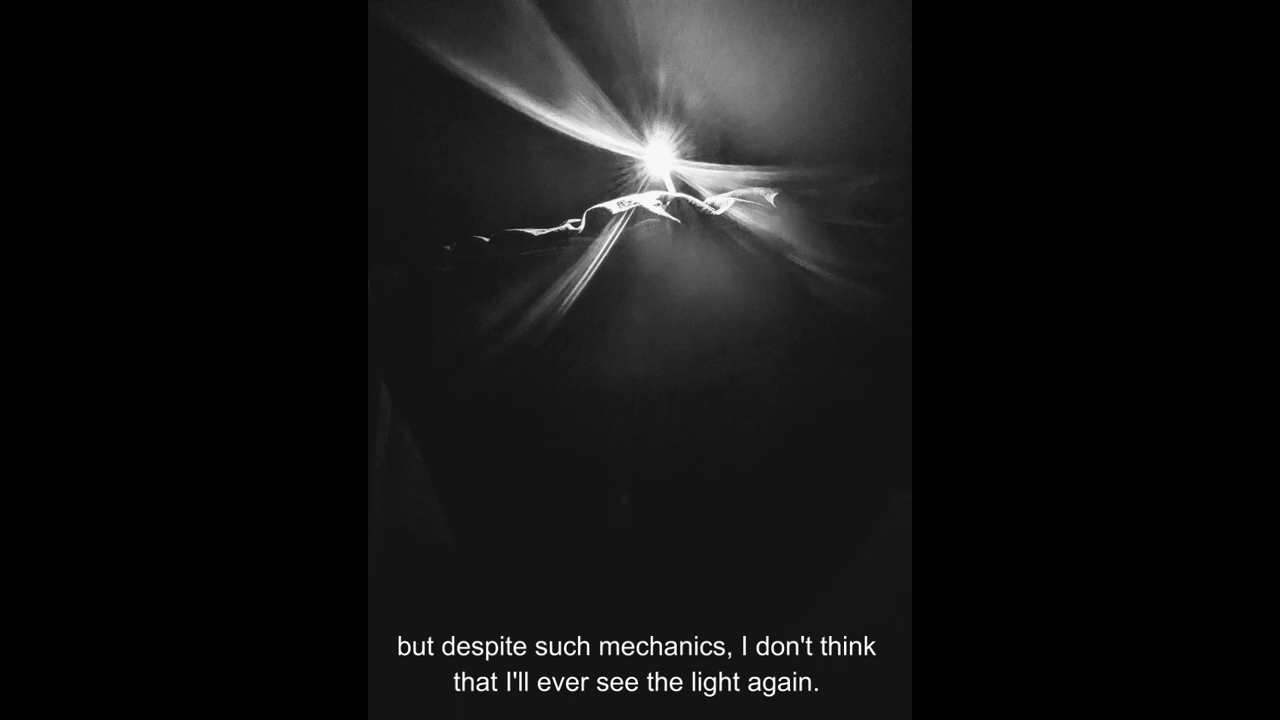 but despite such mechanics, I don't think
that I'll ever see the light again.